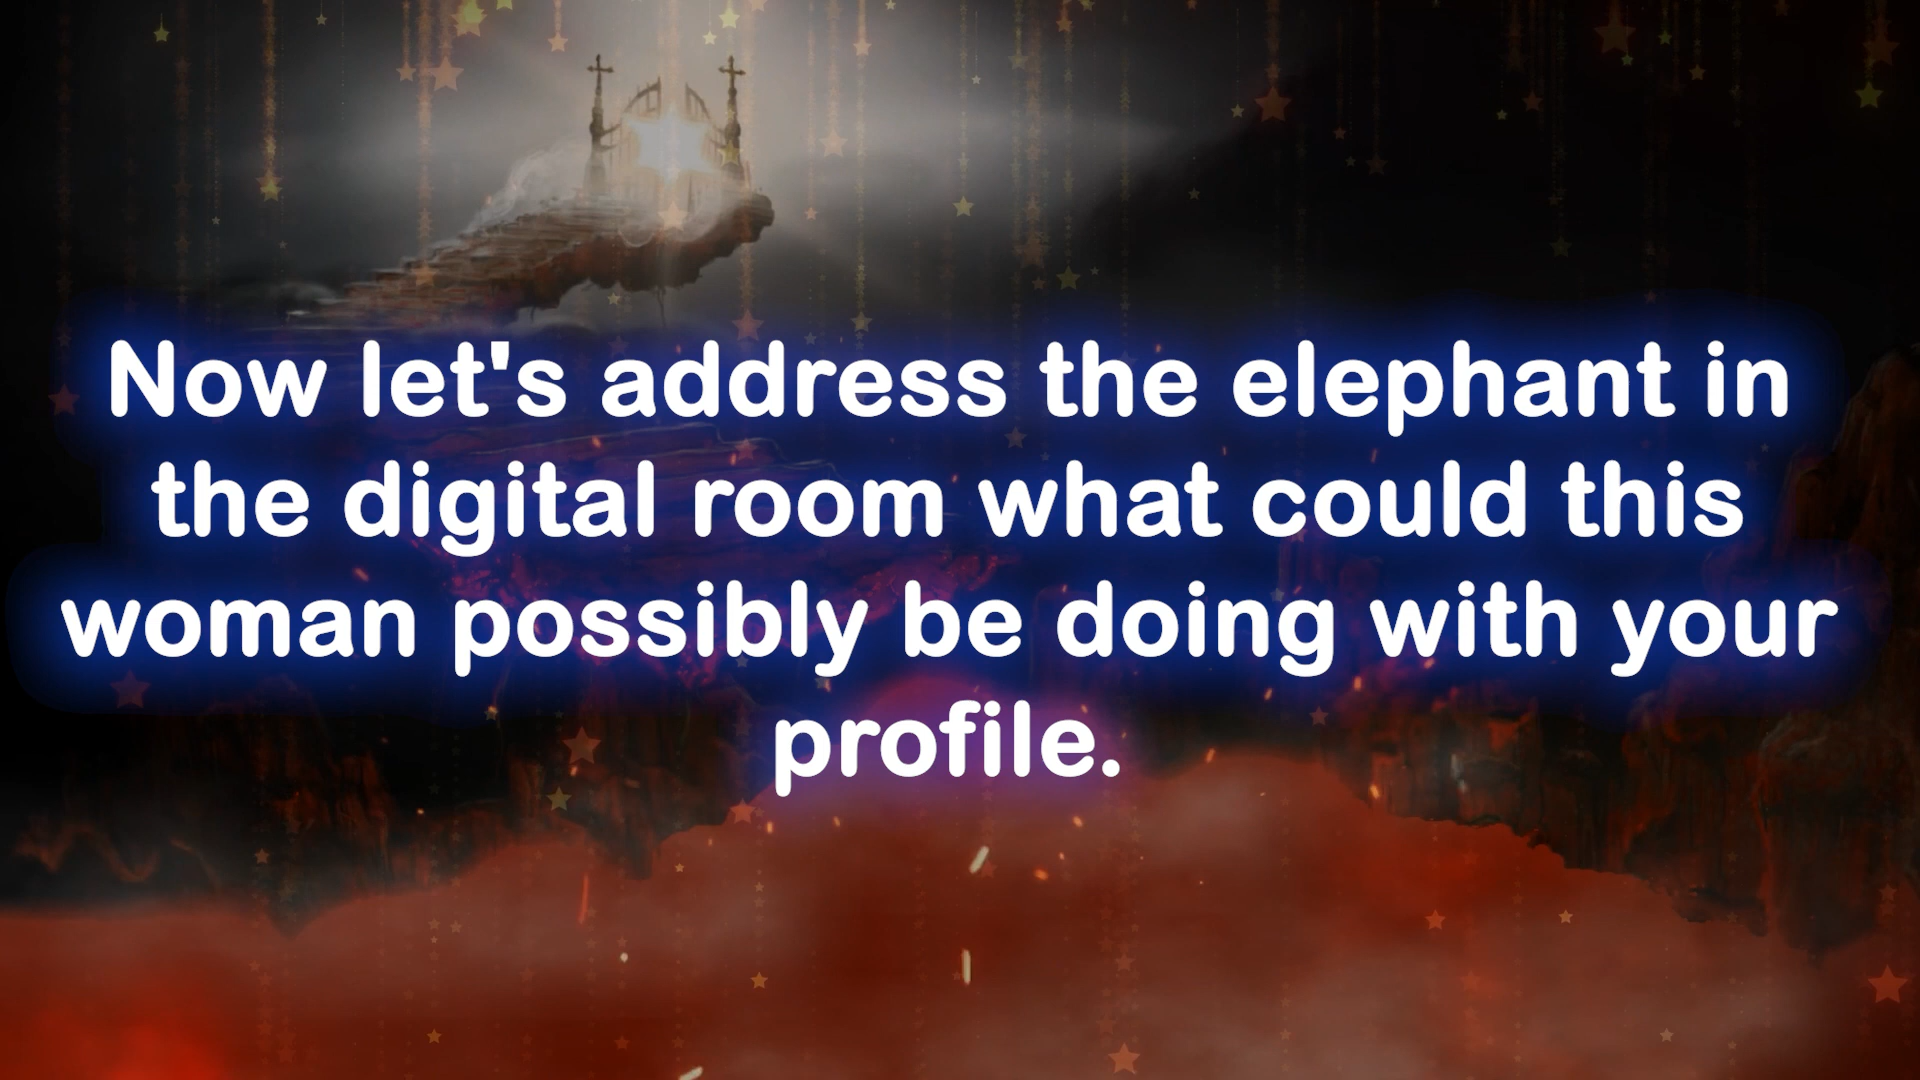 Now let's address the elephant in
the digital room what could this
woman possibly be doing with your
profile.